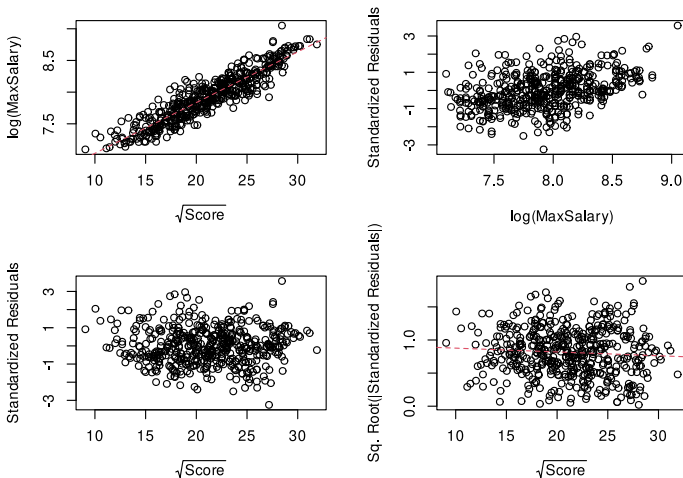 log(MaxSalary)
8.5
7.5
10 15 20 25 30
√Score
Standardized Residuals
3
1
-1
-3
7.5 8.0 8.5 9.0
log(MaxSalary)
Standardized Residuals
3
1
-1
-3
10 15 20 25 30
√Score
Sq. Root(|Standardized Residuals|)
1.0
0.0
10 15 20 25 30
√Score